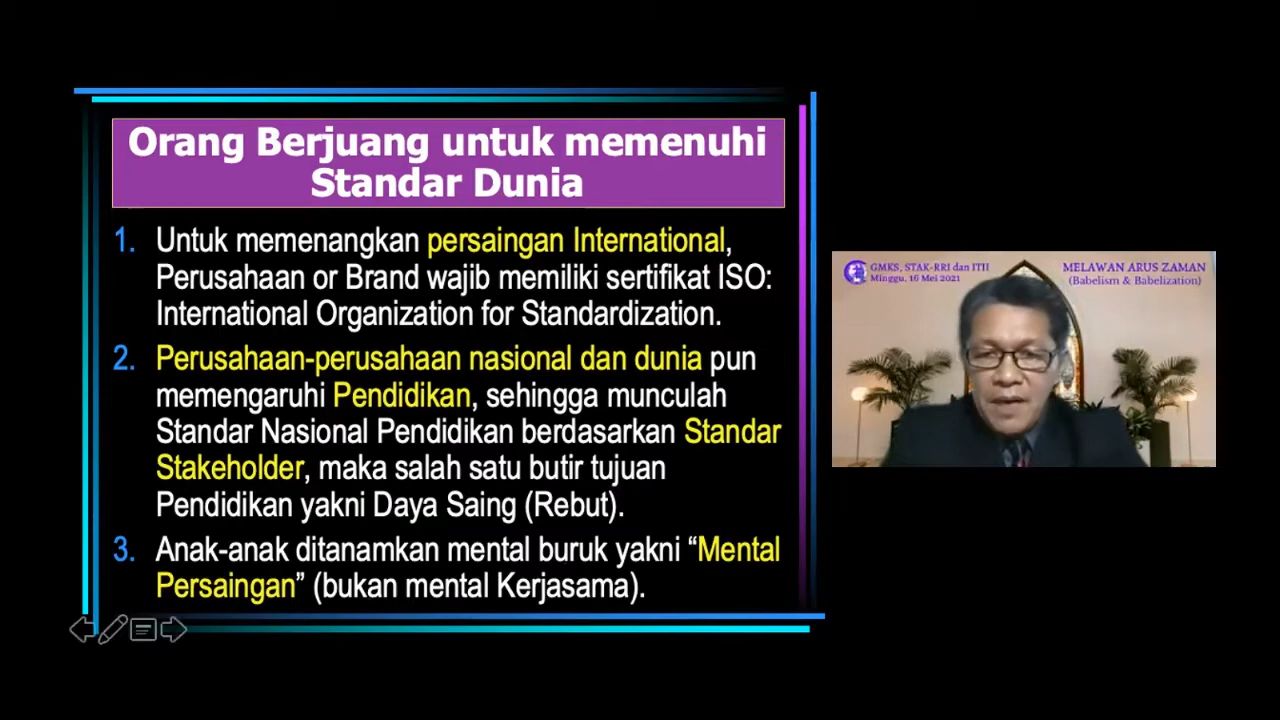 Orang Berjuang untuk memenuhi
Standar Dunia
1. Untuk memenangkan persaingan International,
Perusahaan or Brand wajib memiliki sertifikat ISO:
International Organization for Standardization.
2. Perusahaan-perusahaan nasional dan dunia pun
memengaruhi Pendidikan, sehingga munculah
Standar Nasional Pendidikan berdasarkan Standar
Stakeholder, maka salah satu butir tujuan
Pendidikan yakni Daya Saing (Rebut).
3. Anak-anak ditanamkan mental buruk yakni “Mental
Persaingan” (bukan mental Kerjasama).
GMKS, STAK-RRI dan ITH
Minggu, 16 Mei 2021
MELAWAN ARUS ZAMAN
(Babelism & Babelization)